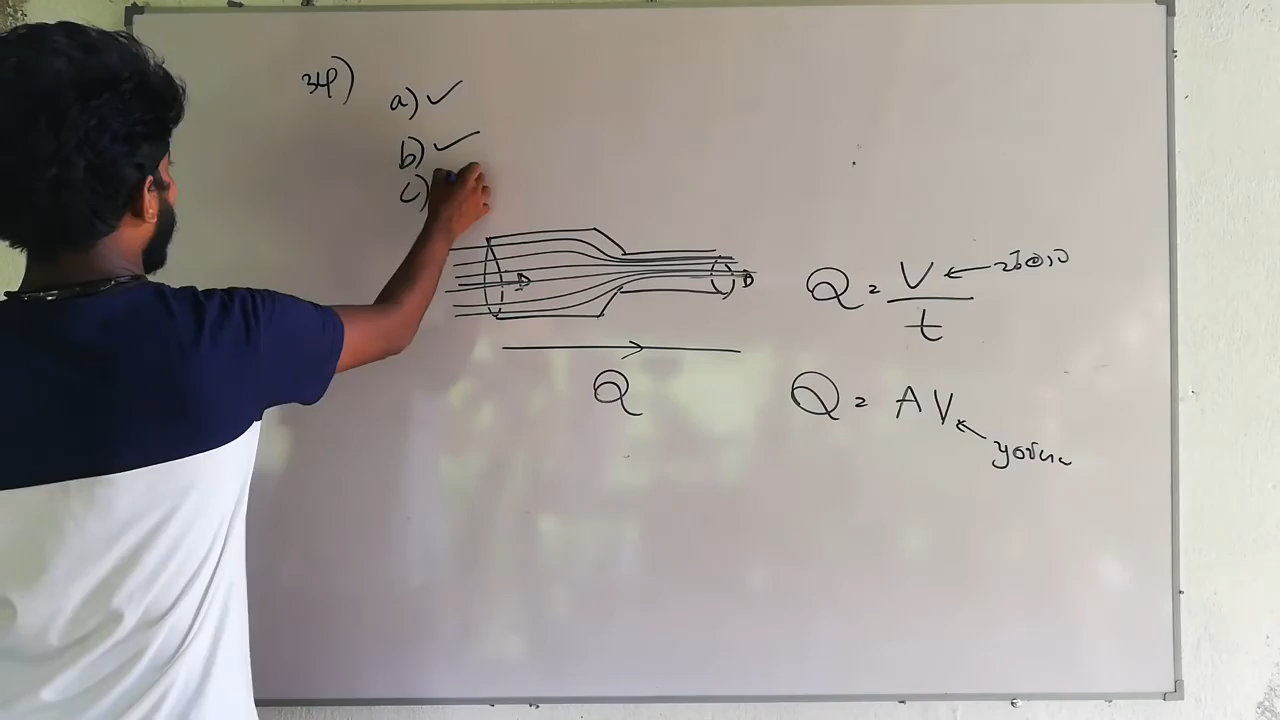 34)
a) ✓
b) ✓
c)
Q = V / t
Q
Q = AV